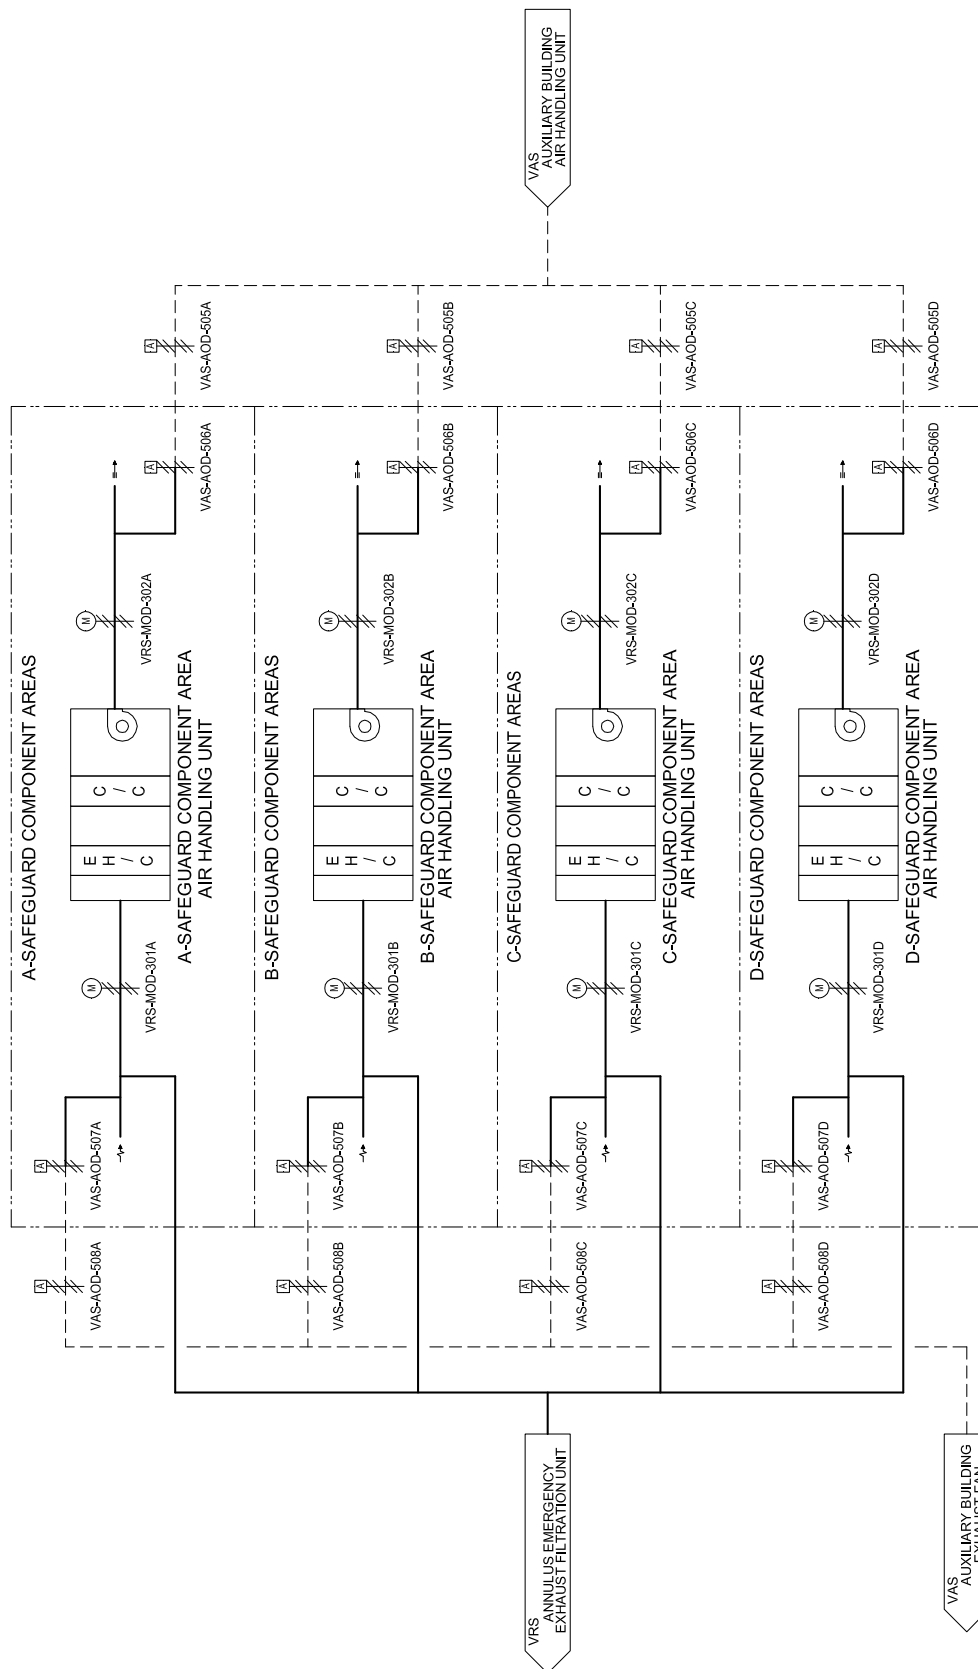 VAS
AUXILIARY BUILDING
AIR HANDLING UNIT
A
VAS-AOD-505A
A
VAS-AOD-505B
A
VAS-AOD-505C
A
VAS-AOD-505D
A
VAS-AOD-506A
A
VAS-AOD-506B
A
VAS-AOD-506C
A
VAS-AOD-506D
M
VRS-MOD-302A
M
VRS-MOD-302B
M
VRS-MOD-302C
M
VRS-MOD-302D
A-SAFEGUARD COMPONENT AREAS
E H / C
C / C
A-SAFEGUARD COMPONENT AREA
AIR HANDLING UNIT
B-SAFEGUARD COMPONENT AREAS
E H / C
C / C
B-SAFEGUARD COMPONENT AREA
AIR HANDLING UNIT
C-SAFEGUARD COMPONENT AREAS
E H / C
C / C
C-SAFEGUARD COMPONENT AREA
AIR HANDLING UNIT
D-SAFEGUARD COMPONENT AREAS
E H / C
C / C
D-SAFEGUARD COMPONENT AREA
AIR HANDLING UNIT
M
VRS-MOD-301A
M
VRS-MOD-301B
M
VRS-MOD-301C
M
VRS-MOD-301D
A
VAS-AOD-507A
A
VAS-AOD-507B
A
VAS-AOD-507C
A
VAS-AOD-507D
A
VAS-AOD-508A
A
VAS-AOD-508B
A
VAS-AOD-508C
A
VAS-AOD-508D
VRS
ANNULUS EMERGENCY
EXHAUST FILTRATION UNIT
VAS
AUXILIARY BUILDING
EXHAUST FAN